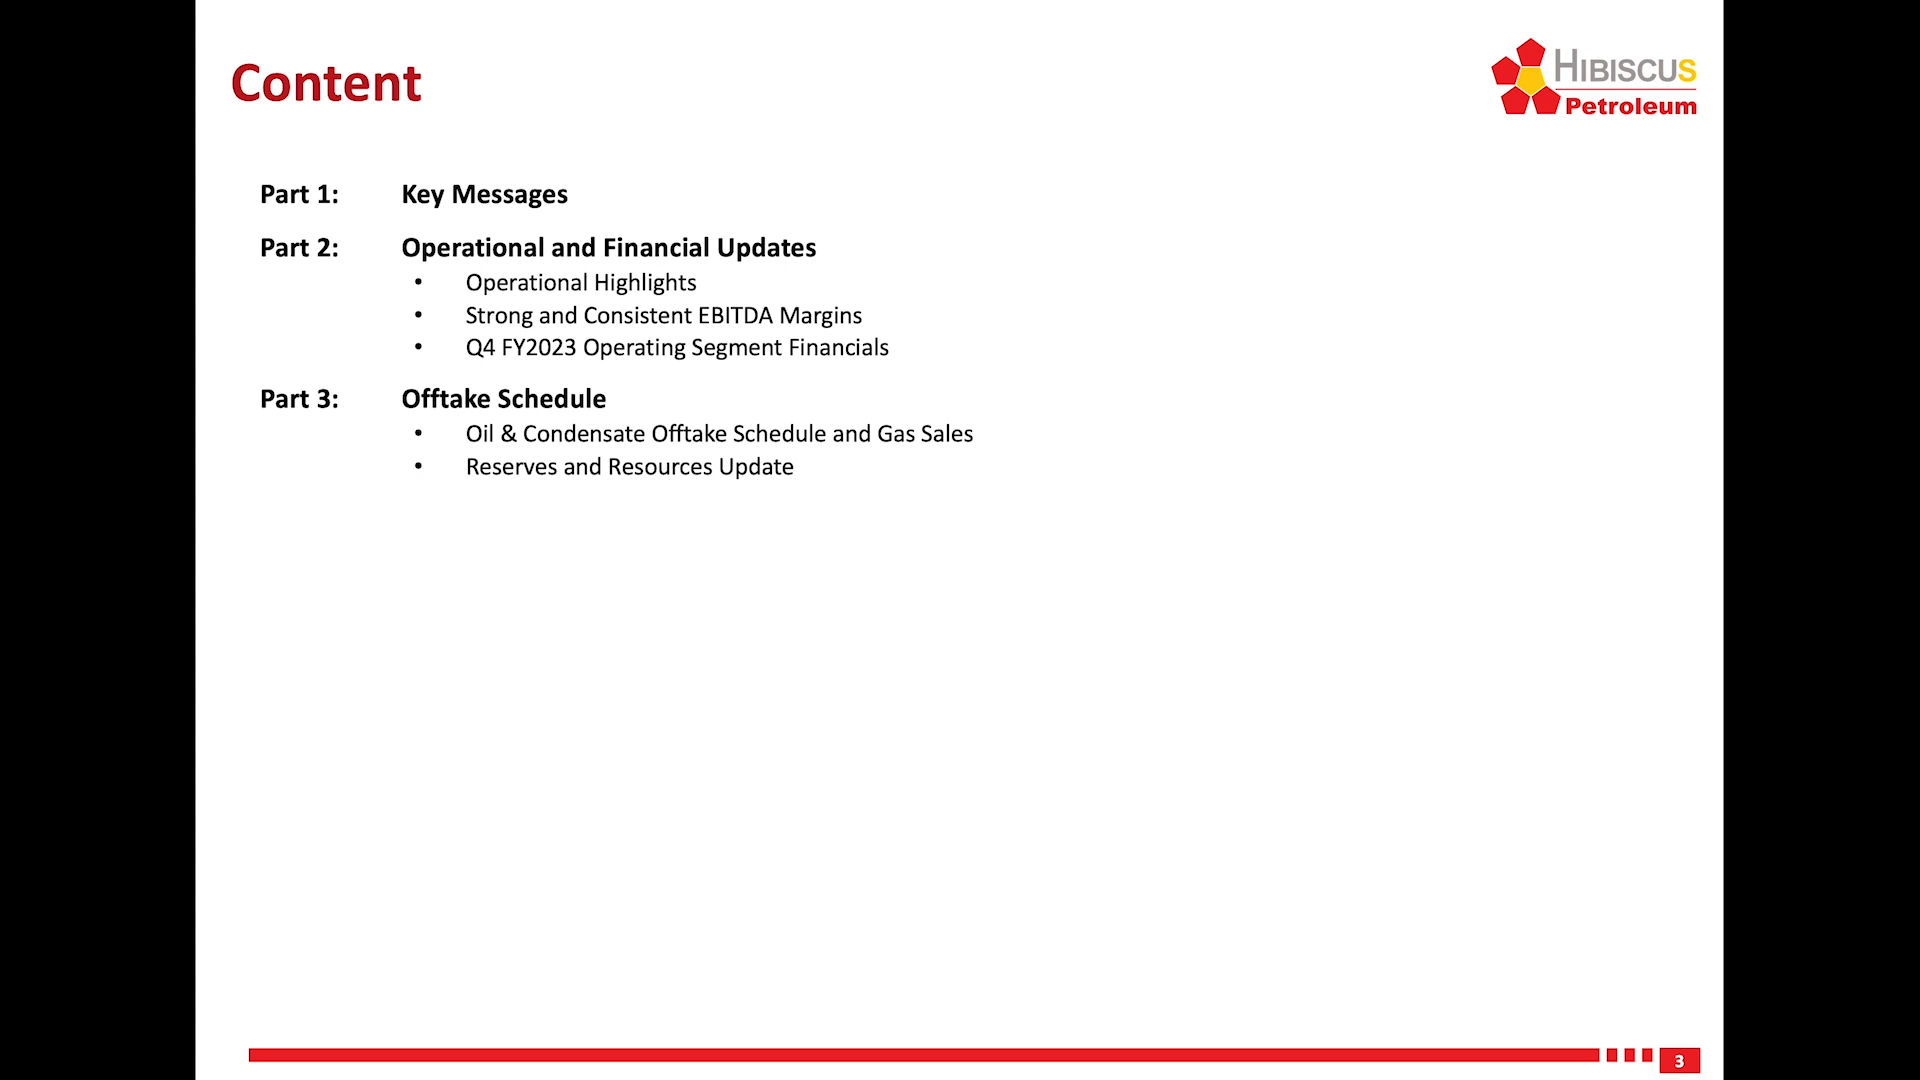 Content
HIBISCUS
Petroleum
Part 1: Key Messages
Part 2: Operational and Financial Updates
• Operational Highlights
• Strong and Consistent EBITDA Margins
• Q4 FY2023 Operating Segment Financials
Part 3: Offtake Schedule
• Oil & Condensate Offtake Schedule and Gas Sales
• Reserves and Resources Update
3